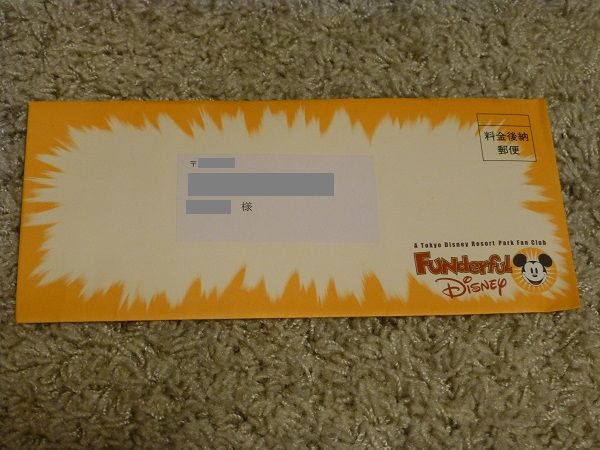 料金後納
郵便
〒
様
A Tokyo Disney Resort Park Fan Club
FUNderful
Disney